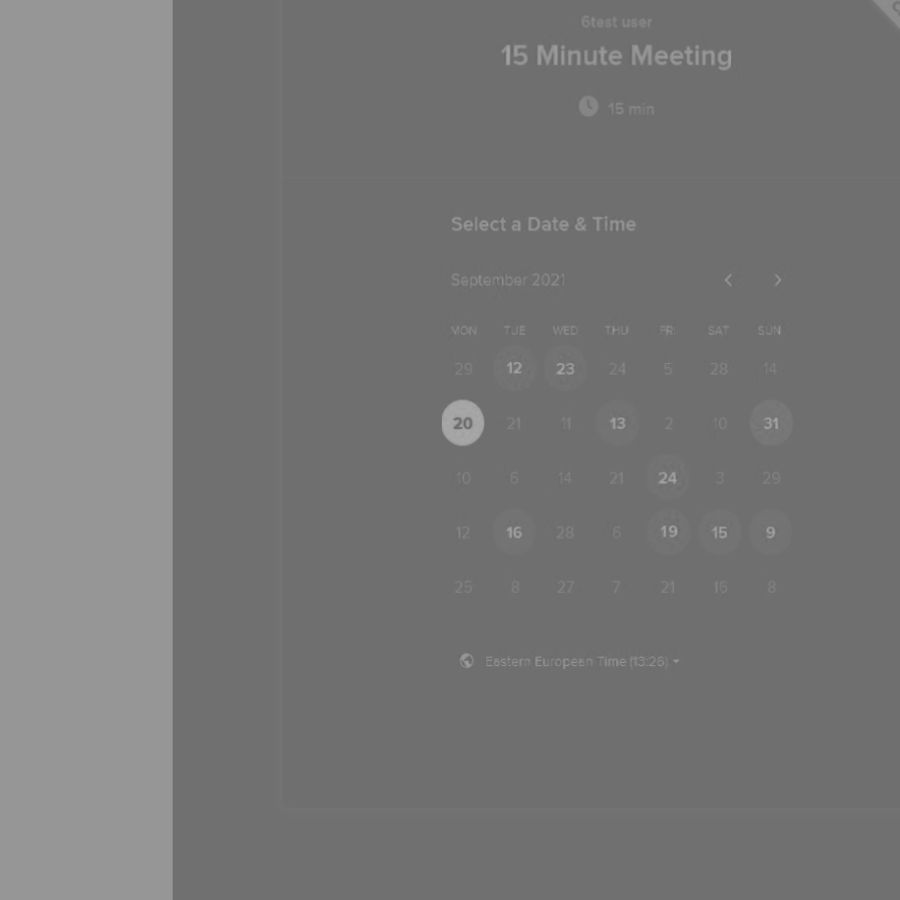 6test user
15 Minute Meeting
15 min
Select a Date & Time
September 2021
MON TUE WED THU FRI SAT SUN
29 12 23 24 5 28 14
20 21 11 13 2 10 31
10 6 14 21 24 3 29
12 16 28 6 19 15 9
25 8 27 7 21 15 8
Eastern European Time (13:26)